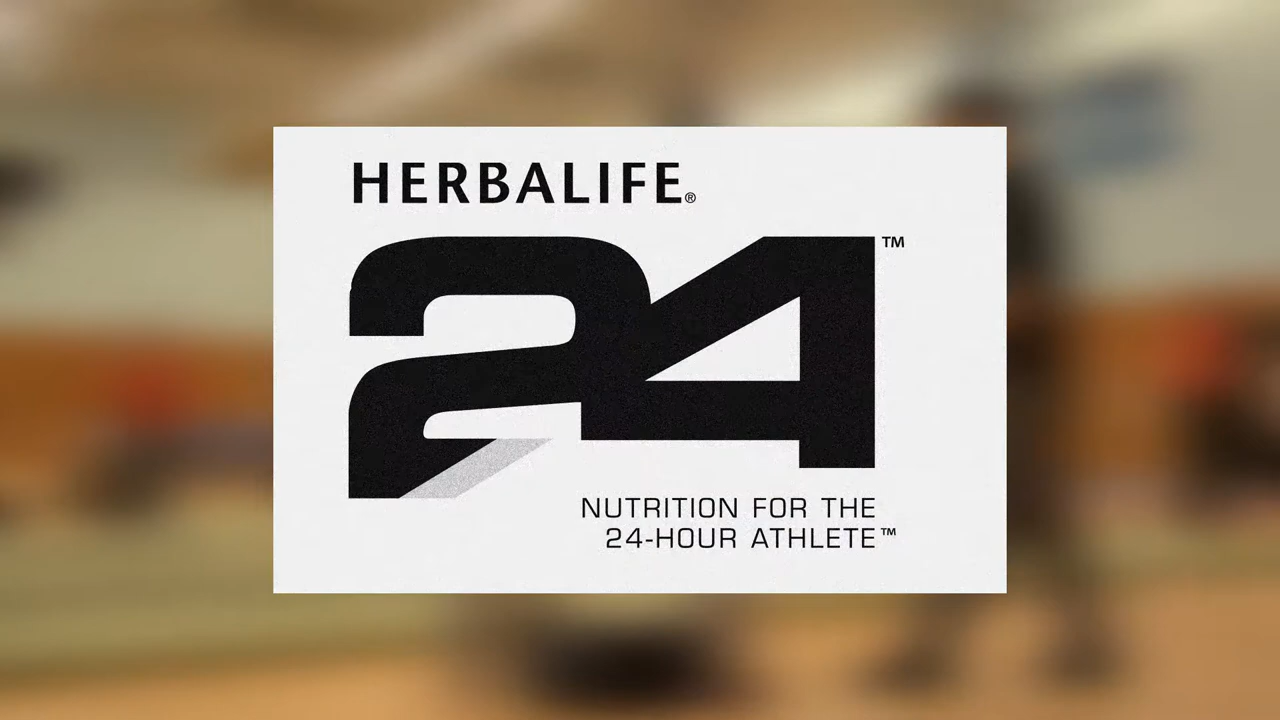 HERBALIFE®
24™
NUTRITION FOR THE
24-HOUR ATHLETE™